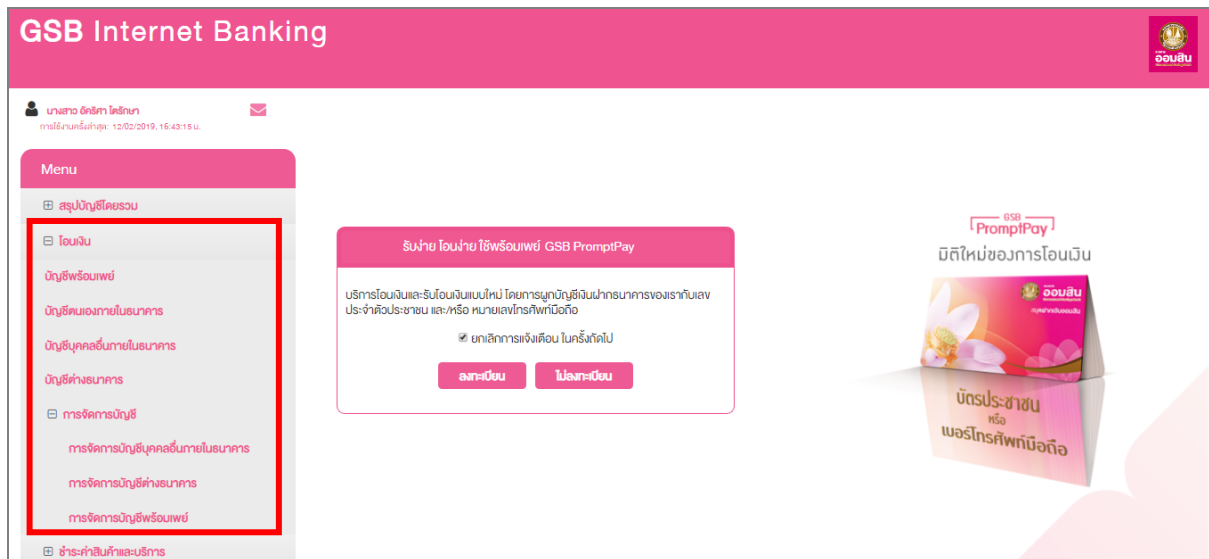 GSB Internet Banking
ออมสิน
นางสาว อัคริศา ไตรักษา
การใช้งานครั้งล่าสุด: 12/02/2019, 16:43:15 น.
Menu
สรุปบัญชีโดยรวม
โอนเงิน
บัญชีพร้อมเพย์
บัญชีตนเองภายในธนาคาร
บัญชีบุคคลอื่นภายในธนาคาร
บัญชีต่างธนาคาร
การจัดการบัญชี
การจัดการบัญชีบุคคลอื่นภายในธนาคาร
การจัดการบัญชีต่างธนาคาร
การจัดการบัญชีพร้อมเพย์
ชำระค่าสินค้าและบริการ
รับง่าย โอนง่าย ใช้พร้อมเพย์ GSB PromptPay
บริการโอนเงินและรับโอนเงินแบบใหม่ โดยการผูกบัญชีเงินฝากธนาคารของเรากับเลข
ประจำตัวประชาชน และ/หรือ หมายเลขโทรศัพท์มือถือ
ยกเลิกการแจ้งเตือน ในครั้งถัดไป
ลงทะเบียน ไม่ลงทะเบียน
GSB
PromptPay
มิติใหม่ของการโอนเงิน
ออมสิน
สมุดฝากเงินออมสิน
บัตรประชาชน
หรือ
เบอร์โทรศัพท์มือถือ